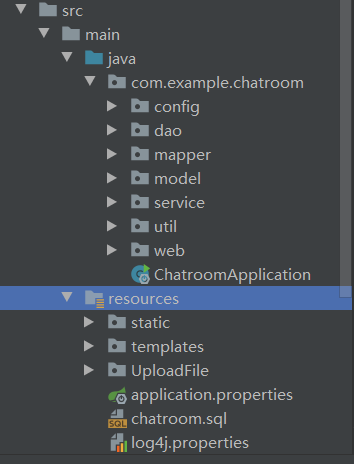 src
main
java
com.example.chatroom
config
dao
mapper
model
service
util
web
ChatroomApplication
resources
static
templates
UploadFile
application.properties
chatroom.sql
log4j.properties